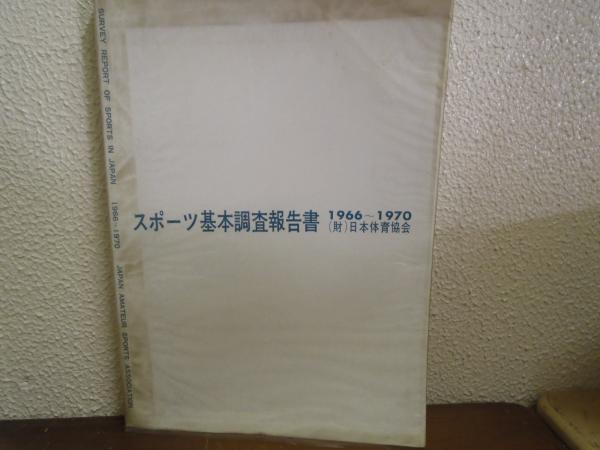 SURVEY REPORT OF SPORTS IN JAPAN 1966~1970 JAPAN AMATEUR SPORTS ASSOCIATION
スポーツ基本調査報告書 1966~1970
(財)日本体育協会